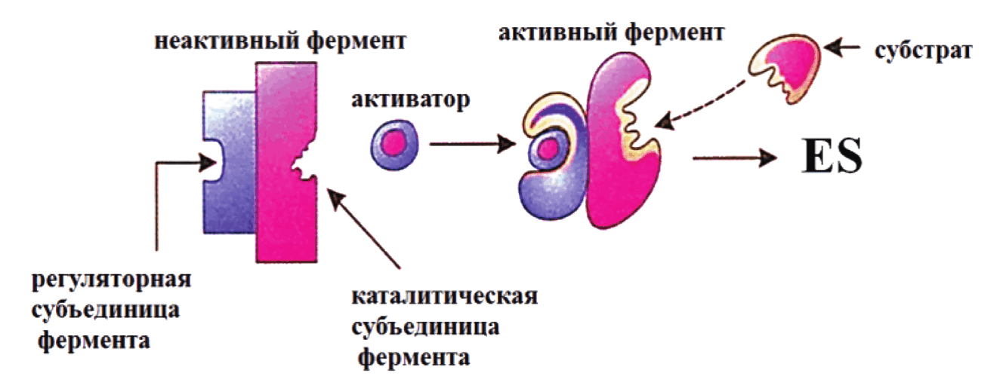 неактивный фермент
активатор
активный фермент
субстрат
ES
регуляторная
субъединица
фермента
каталитическая
субъединица
фермента